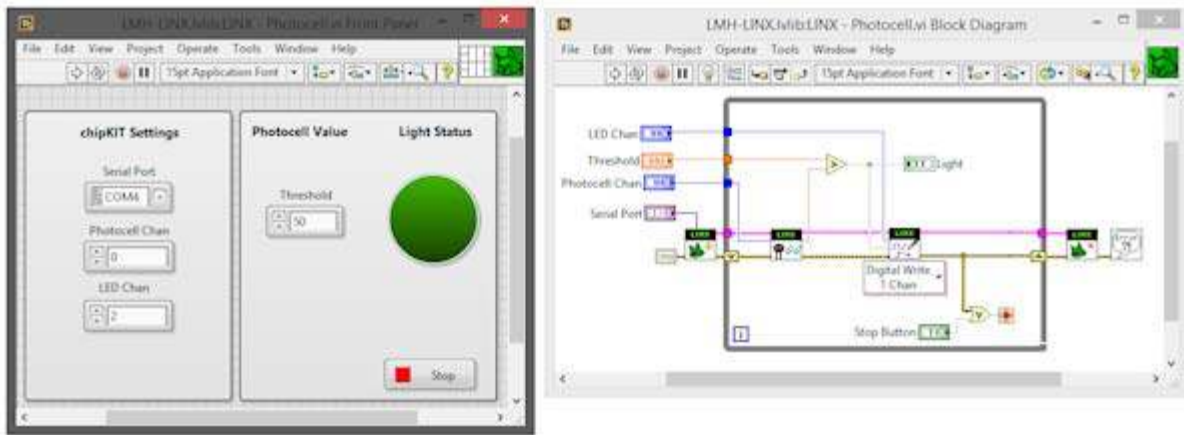 LMH-LINX.lvlib:LINX - Photocell.vi Front Panel
File Edit View Project Operate Tools Window Help
15pt Application Font
chipKIT Settings
Serial Port
COM4
Photocell Chan
0
LED Chan
2
Photocell Value
Light Status
Threshold
50
Stop
LMH-LINX.lvlib:LINX - Photocell.vi Block Diagram
File Edit View Project Operate Tools Window Help
15pt Application Font
LED Chan
Threshold
Photocell Chan
Serial Port
Light
LINX
LINX
LINX
LINX
Digital Write
1 Chan
Stop Button
i